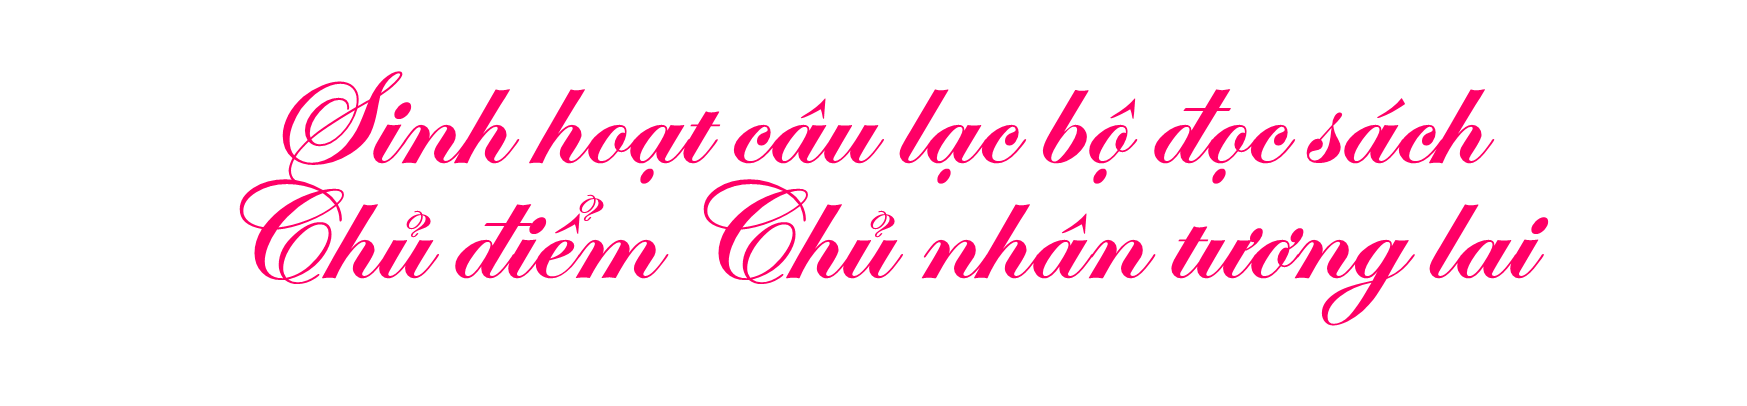 Sinh hoạt câu lạc bộ đọc sách
Chủ điểm Chủ nhân tương lai